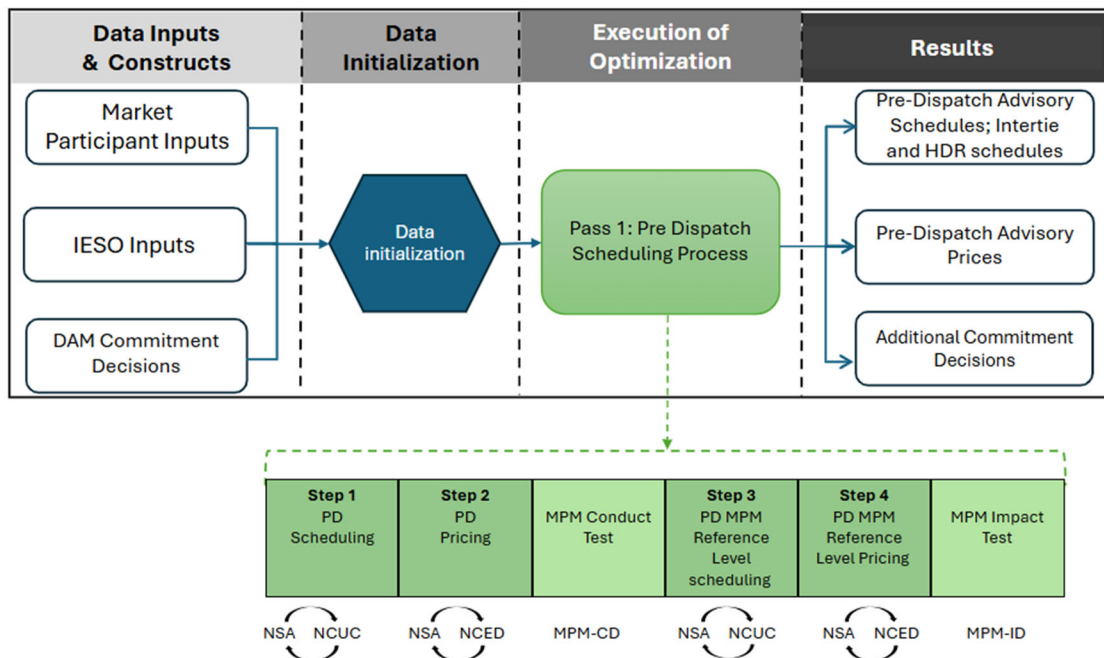 Data Inputs
& Constructs
Data
Initialization
Execution of
Optimization
Results
Market
Participant Inputs
IESO Inputs
DAM Commitment
Decisions
Data
initialization
Pass 1: Pre Dispatch
Scheduling Process
Pre-Dispatch Advisory
Schedules; Intertie
and HDR schedules
Pre-Dispatch Advisory
Prices
Additional Commitment
Decisions
Step 1
PD
Scheduling
Step 2
PD
Pricing
MPM Conduct
Test
Step 3
PD MPM
Reference
Level
scheduling
Step 4
PD MPM
Reference
Level Pricing
MPM Impact
Test
NSA NCUC
NSA NCED
MPM-CD
NSA NCUC
NSA NCED
MPM-ID